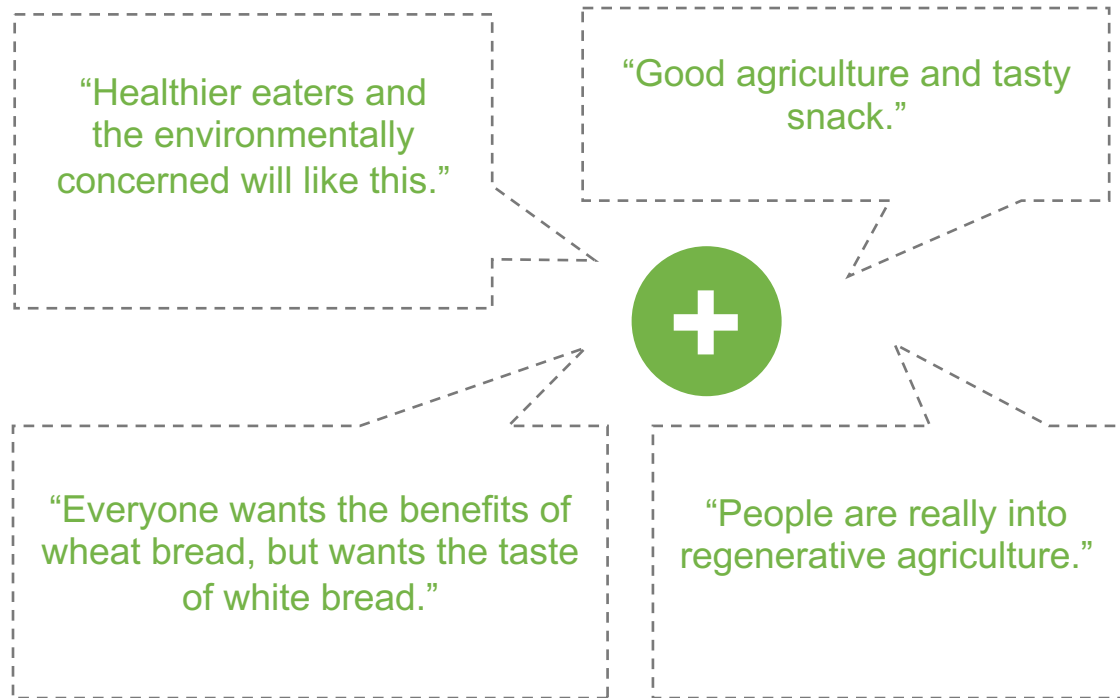 “Healthier eaters and
the environmentally
concerned will like this.”
“Good agriculture and tasty
snack.”
“Everyone wants the benefits of
wheat bread, but wants the taste
of white bread.”
“People are really into
regenerative agriculture.”